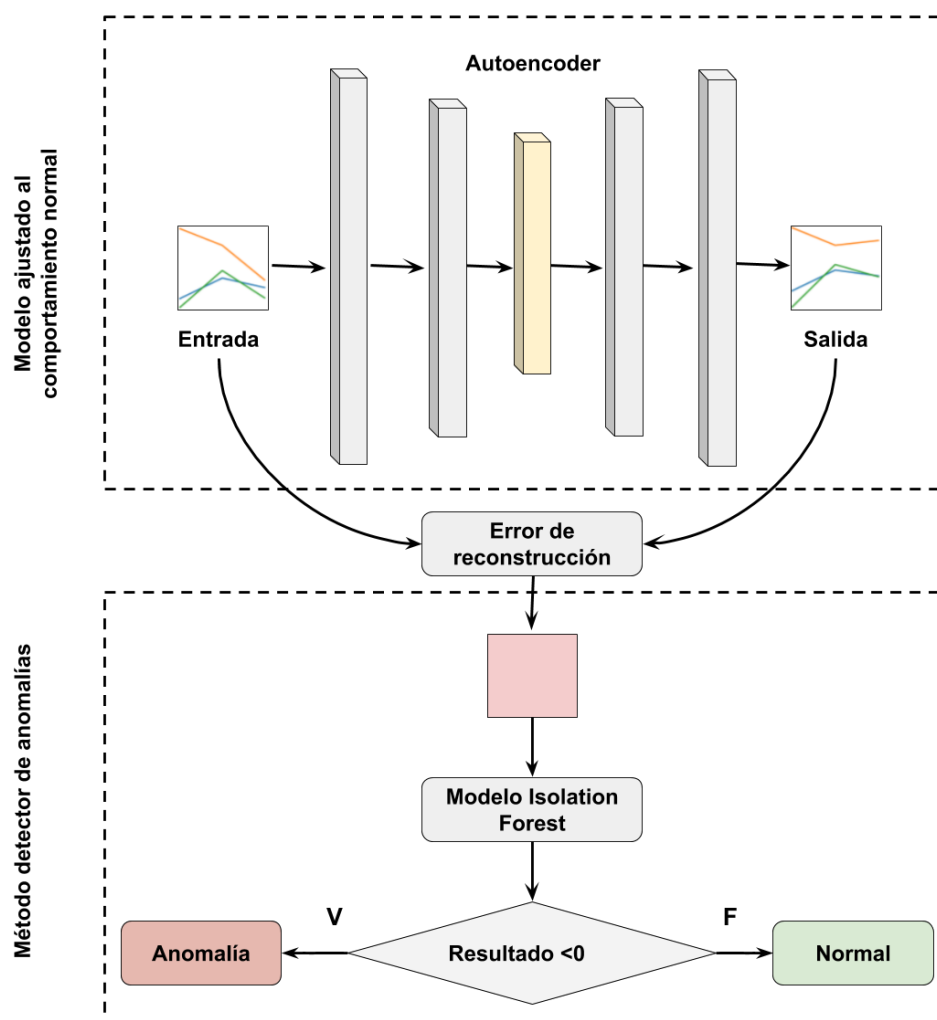 Autoencoder
Modelo ajustado al
comportamiento normal
Entrada
Salida
Error de
reconstrucción
Método detector de anomalías
Modelo Isolation
Forest
V
F
Anomalía
Resultado <0
Normal